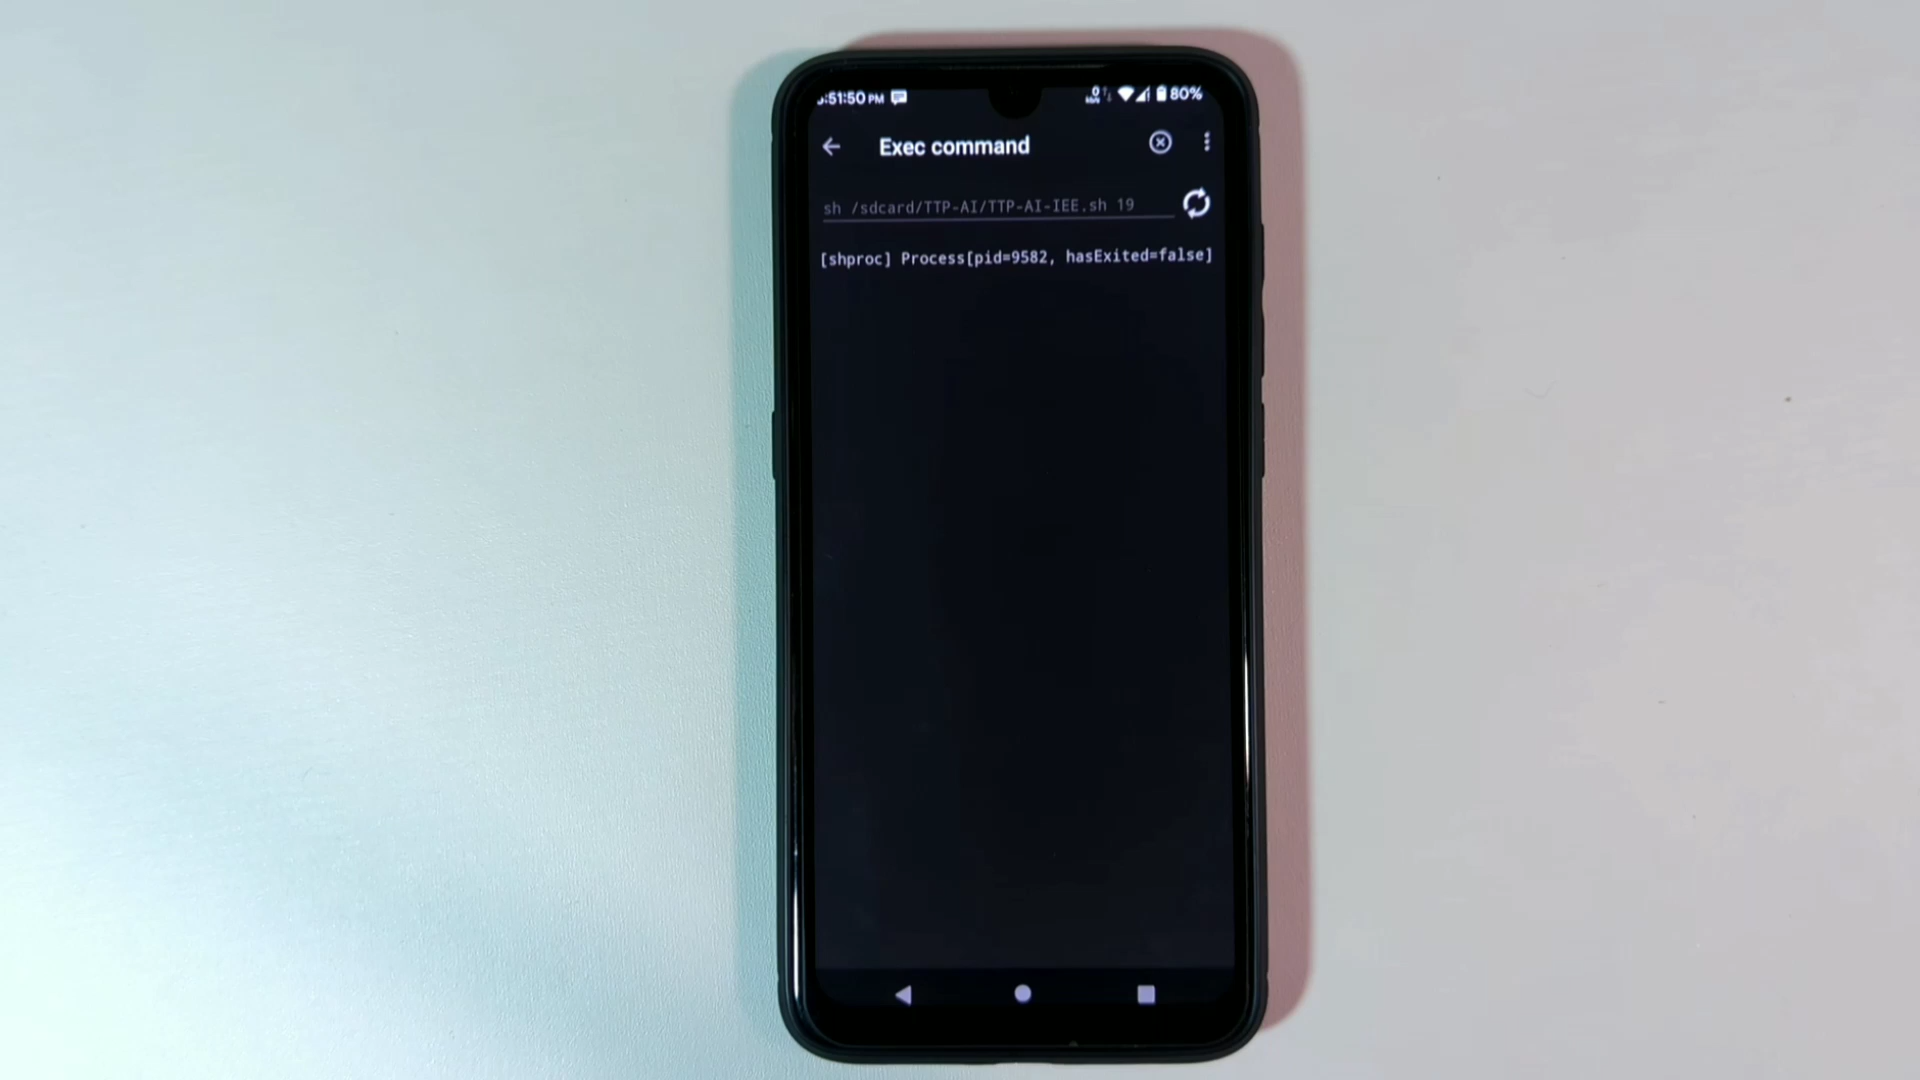 :51:50 PM 80%
Exec command
sh /sdcard/TTP-AI/TTP-AI-IEE.sh 19
[shproc] Process[pid=9582, hasExited=false]